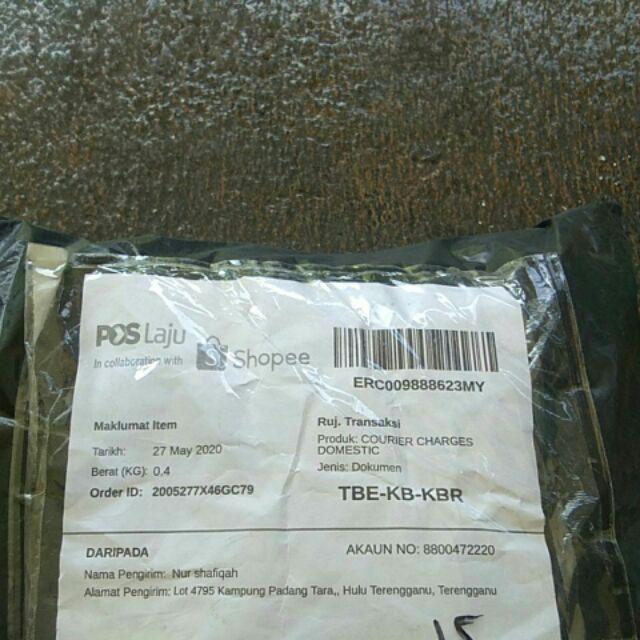 POS Laju
In collaboration with
Shopee
ERC009888623MY
Maklumat Item
Tarikh: 27 May 2020
Berat (KG): 0,4
Order ID: 2005277X46GC79
Ruj. Transaksi
Produk: COURIER CHARGES
DOMESTIC
Jenis: Dokumen
TBE-KB-KBR
DARIPADA
AKAUN NO: 8800472220
Nama Pengirim: Nur shafiqah
Alamat Pengirim: Lot 4795 Kampung Padang Tara,, Hulu Terengganu, Terengganu